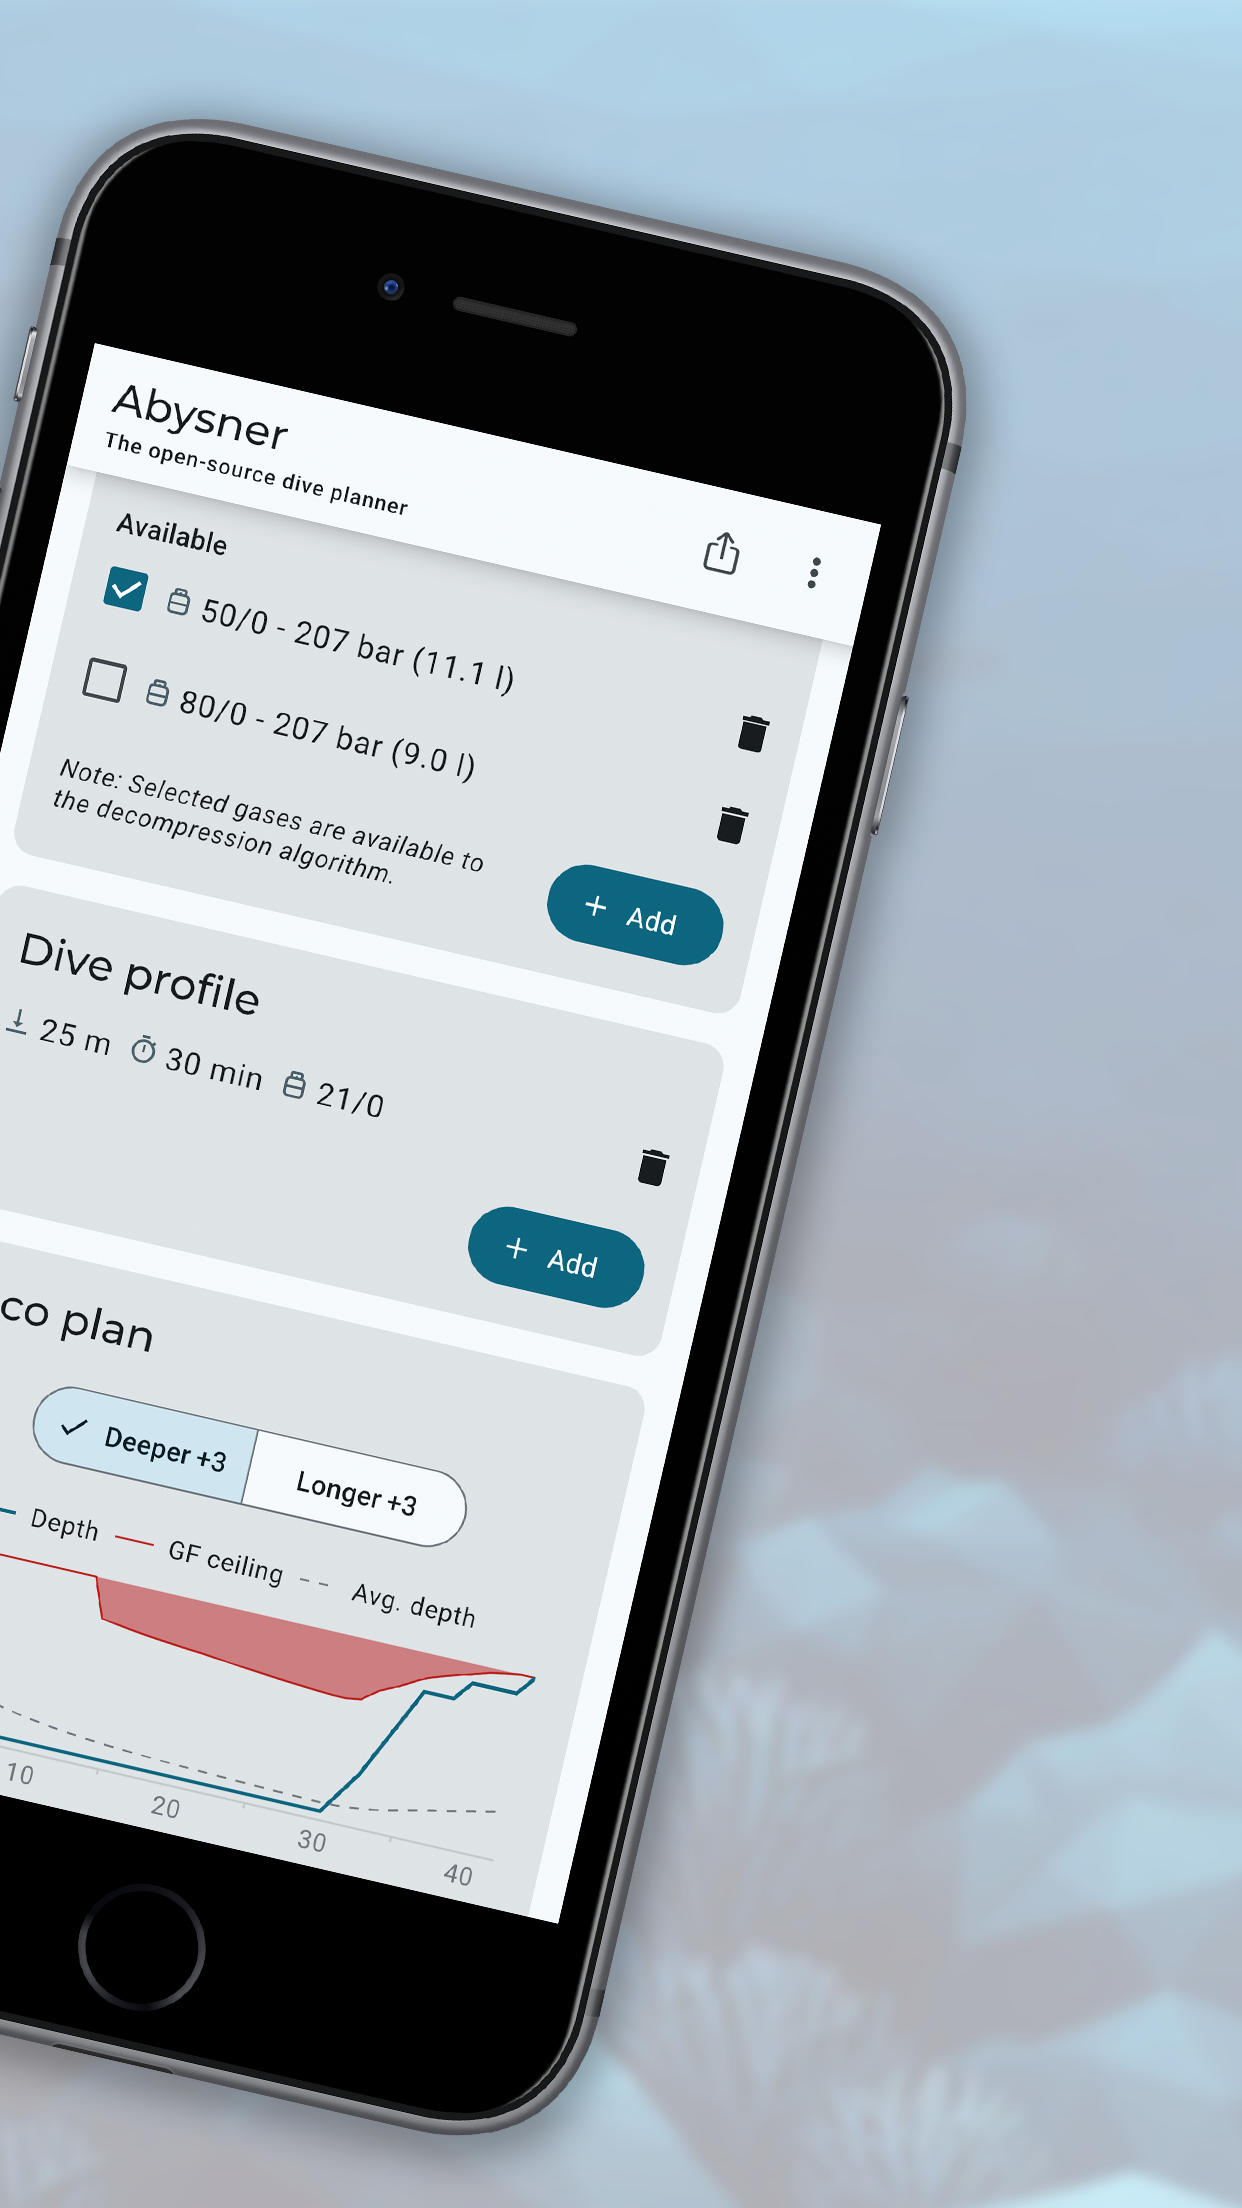 Abysner
The open-source dive planner
Available
50/0 - 207 bar (11.1 l)
80/0 - 207 bar (9.0 l)
Note: Selected gases are available to
the decompression algorithm.
+ Add
Dive profile
25 m 30 min 21/0
+ Add
co plan
Deeper +3 Longer +3
Depth GF ceiling Avg. depth
10 20 30 40